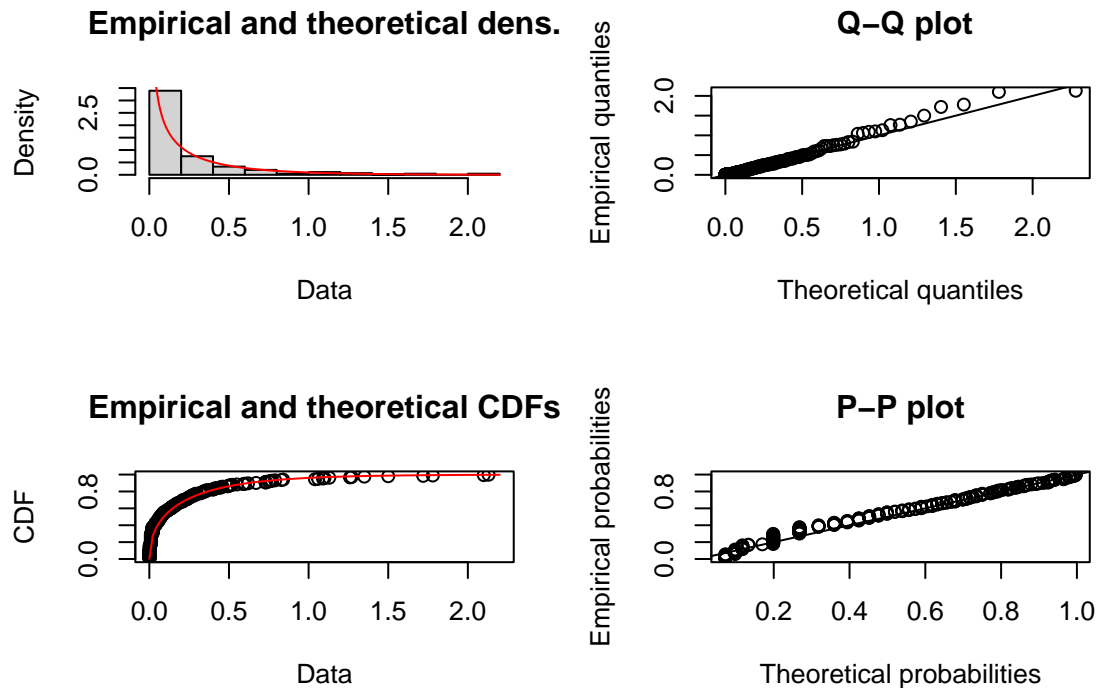 Empirical and theoretical dens.
Density
0.0 2.5
0.0 0.5 1.0 1.5 2.0
Data
Q−Q plot
Empirical quantiles
0.0 2.0
0.0 0.5 1.0 1.5 2.0
Theoretical quantiles
Empirical and theoretical CDFs
CDF
0.0 0.8
0.0 0.5 1.0 1.5 2.0
Data
P−P plot
Empirical probabilities
0.0 0.8
0.2 0.4 0.6 0.8 1.0
Theoretical probabilities